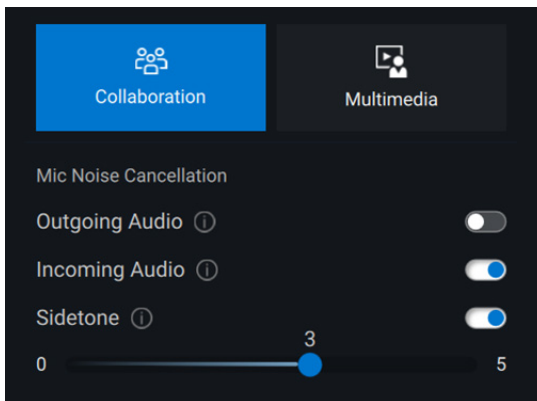 Collaboration
Multimedia
Mic Noise Cancellation
Outgoing Audio
Incoming Audio
Sidetone
3
0 5